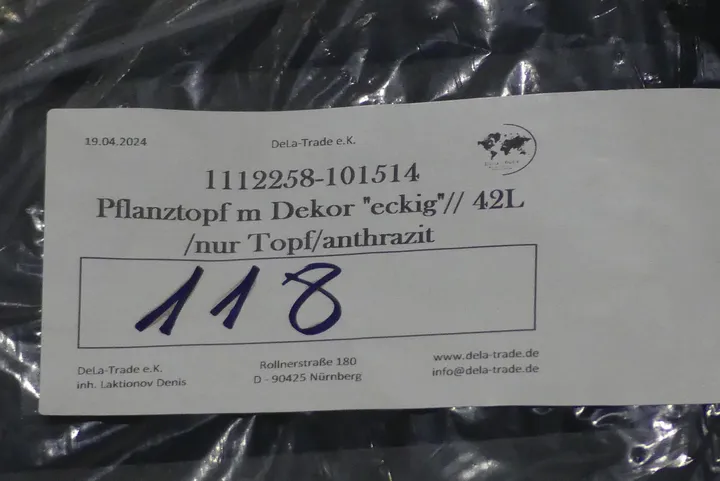 19.04.2024 DeLa-Trade e.K.
1112258-101514
Pflanztopf m Dekor "eckig"// 42L
/nur Topf/anthrazit
118
DeLa-Trade e.K. Rollnerstraße 180 www.dela-trade.de
inh. Laktionov Denis D - 90425 Nürnberg info@dela-trade.de